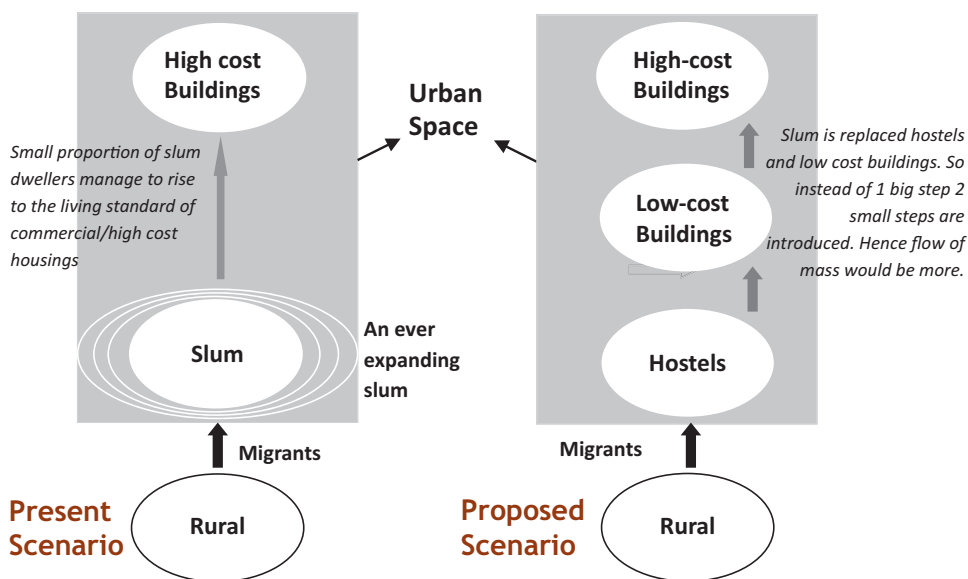 High cost
Buildings
Small proportion of slum
dwellers manage to rise
to the living standard of
commercial/high cost
housings
Slum
An ever
expanding
slum
Migrants
Rural
Present
Scenario
Urban
Space
High-cost
Buildings
Slum is replaced hostels
and low cost buildings. So
instead of 1 big step 2
small steps are
introduced. Hence flow of
mass would be more.
Low-cost
Buildings
Hostels
Migrants
Rural
Proposed
Scenario